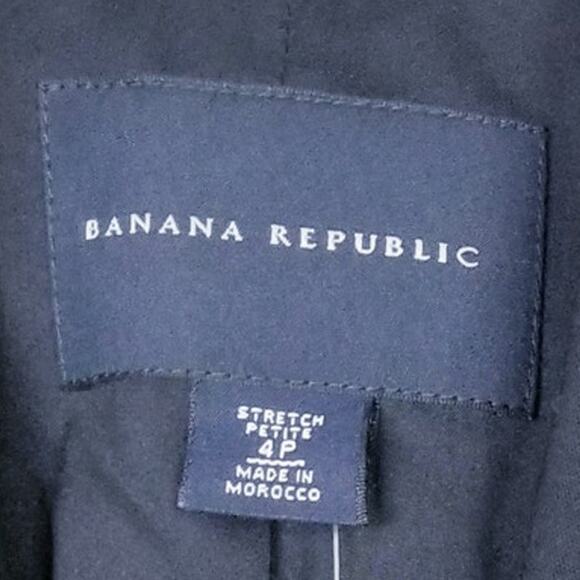 BANANA REPUBLIC
STRETCH
PETITE
4P
MADE IN
MOROCCO